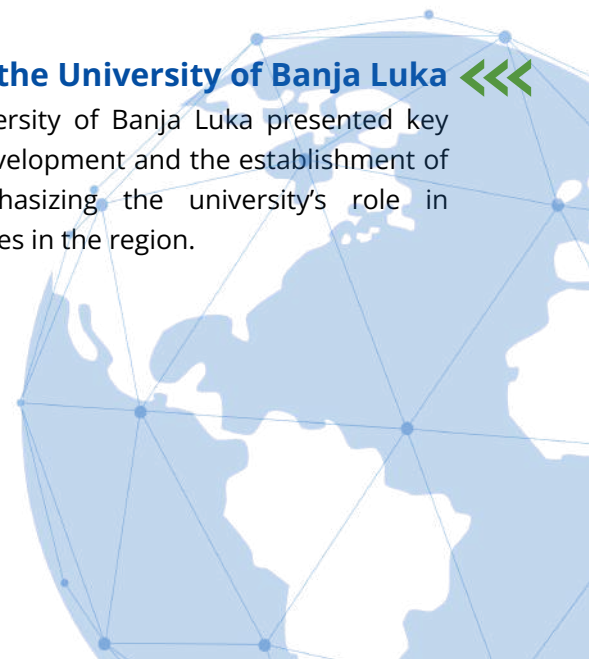 the University of Banja Luka
ersity of Banja Luka presented key
velopment and the establishment of
hasizing the university’s role in
es in the region.